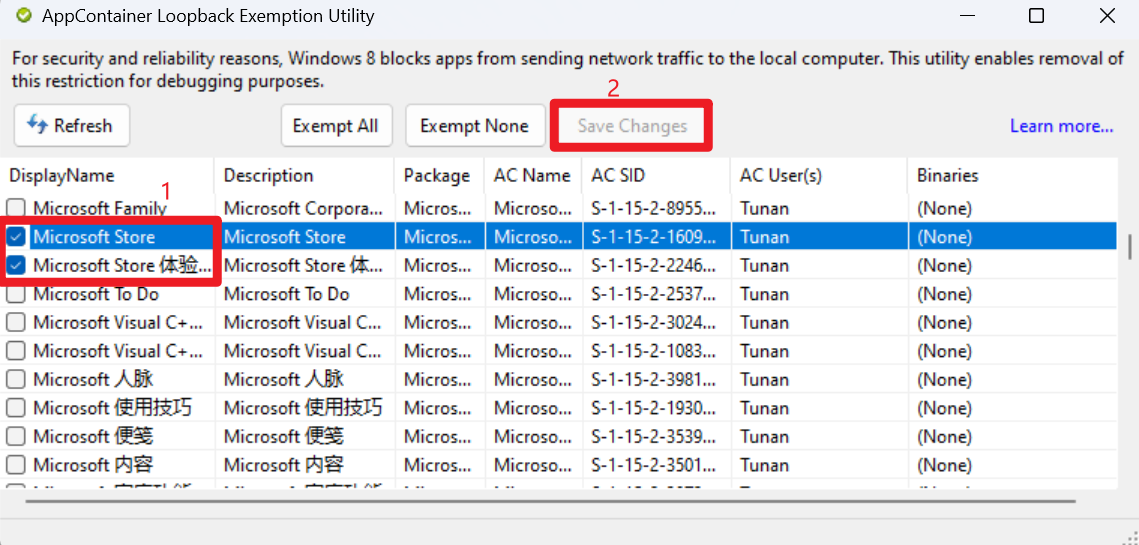 AppContainer Loopback Exemption Utility
For security and reliability reasons, Windows 8 blocks apps from sending network traffic to the local computer. This utility enables removal of
this restriction for debugging purposes.
2
Refresh Exempt All Exempt None Save Changes Learn more...
DisplayName Description Package AC Name AC SID AC User(s) Binaries
1
Microsoft Family Microsoft Corpora... Micros... Microso... S-1-15-2-8955... Tunan (None)
Microsoft Store Microsoft Store Micros... Microso... S-1-15-2-1609... Tunan (None)
Microsoft Store 体验... Microsoft Store 体... Micros... Microso... S-1-15-2-2246... Tunan (None)
Microsoft To Do Microsoft To Do Micros... Microso... S-1-15-2-2537... Tunan (None)
Microsoft Visual C+... Microsoft Visual C... Micros... Microso... S-1-15-2-3024... Tunan (None)
Microsoft Visual C+... Microsoft Visual C... Micros... Microso... S-1-15-2-1083... Tunan (None)
Microsoft 人脉 Microsoft 人脉 Micros... Microso... S-1-15-2-3981... Tunan (None)
Microsoft 使用技巧 Microsoft 使用技巧 Micros... Microso... S-1-15-2-1930... Tunan (None)
Microsoft 便笺 Microsoft 便笺 Micros... Microso... S-1-15-2-3539... Tunan (None)
Microsoft 内容 Microsoft 内容 Micros... Microso... S-1-15-2-3501... Tunan (None)